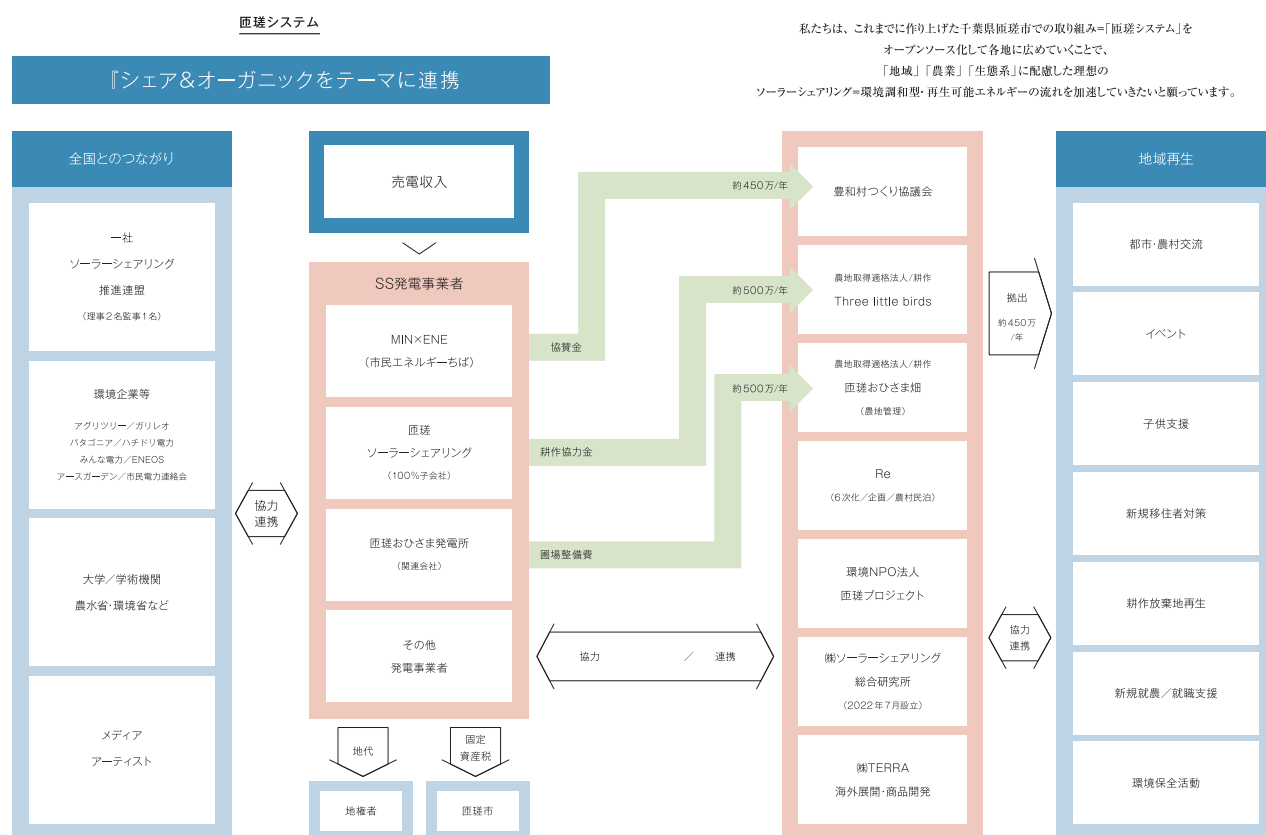 匝瑳システム
『シェア&オーガニックをテーマに連携
私たちは、これまでに作り上げた千葉県匝瑳市での取り組み=「匝瑳システム」を
オープンソース化して各地に広めていくことで、
「地域」「農業」「生態系」に配慮した理想の
ソーラーシェアリング=環境調和型・再生可能エネルギーの流れを加速していきたいと願っています。
全国とのつながり
一社
ソーラーシェアリング
推進連盟
(理事2名監事1名)
環境企業等
アグリツリー/ガリレオ
パタゴニア/ハチドリ電力
みんな電力/ENEOS
アースガーデン/市民電力連絡会
大学/学術機関
農水省・環境省など
メディア
アーティスト
協力
連携
売電収入
SS発電事業者
MIN×ENE
(市民エネルギーちば)
匝瑳
ソーラーシェアリング
(100%子会社)
匝瑳おひさま発電所
(関連会社)
その他
発電事業者
地代
固定
資産税
地権者
匝瑳市
協賛金
約450万/年
耕作協力金
約500万/年
圃場整備費
約500万/年
協力 / 連携
豊和村つくり協議会
農地取得適格法人/耕作
Three little birds
農地取得適格法人/耕作
匝瑳おひさま畑
(農地管理)
Re
(6次化/企画/農村民泊)
環境NPO法人
匝瑳プロジェクト
㈱ソーラーシェアリング
総合研究所
(2022年7月設立)
㈱TERRA
海外展開・商品開発
拠出
約450万
/年
協力
連携
地域再生
都市・農村交流
イベント
子供支援
新規移住者対策
耕作放棄地再生
新規就農/就職支援
環境保全活動